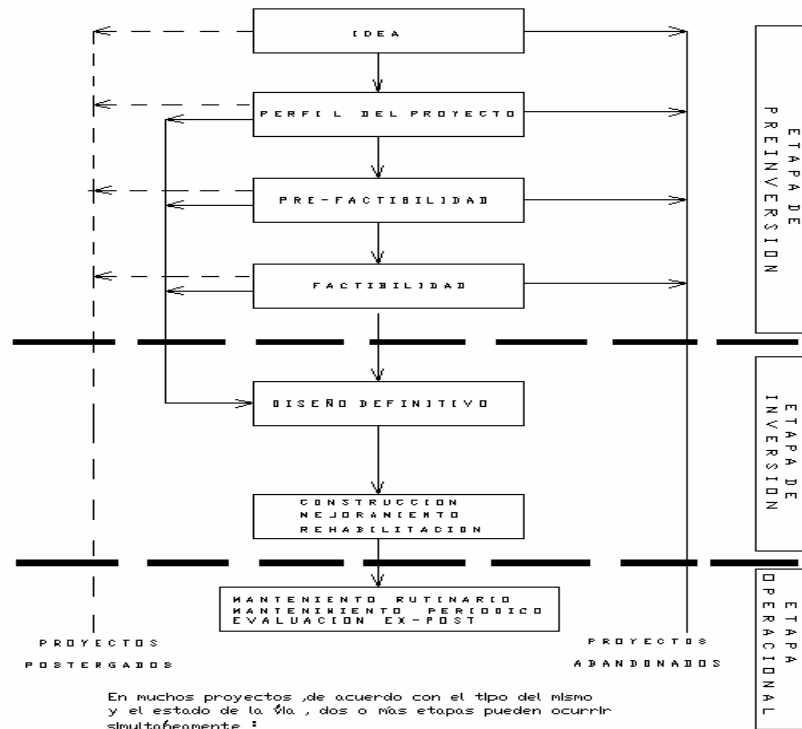 IDEA
PERFIL DEL PROYECTO
PRE-FACTIBILIDAD
FACTIBILIDAD
ETAPA DE
PREINVERSION
DISEÑO DEFINITIVO
CONSTRUCCION
MEJORAMIENTO
REHABILITACION
ETAPA DE
INVERSION
MANTENIMIENTO RUTINARIO
MANTENIMIENTO PERIODICO
EVALUACION EX-POST
ETAPA
OPERACIONAL
PROYECTOS
POSTERGADOS
PROYECTOS
ABANDONADOS
En muchos proyectos ,de acuerdo con el tipo del mismo
y el estado de la vía , dos o más etapas pueden ocurrir
simultáneamente :